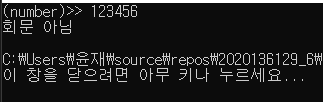 (number)>> 123456
회문 아님
C:₩Users₩윤재₩source₩repos₩2020136129_6₩
이 창을 닫으려면 아무 키나 누르세요...